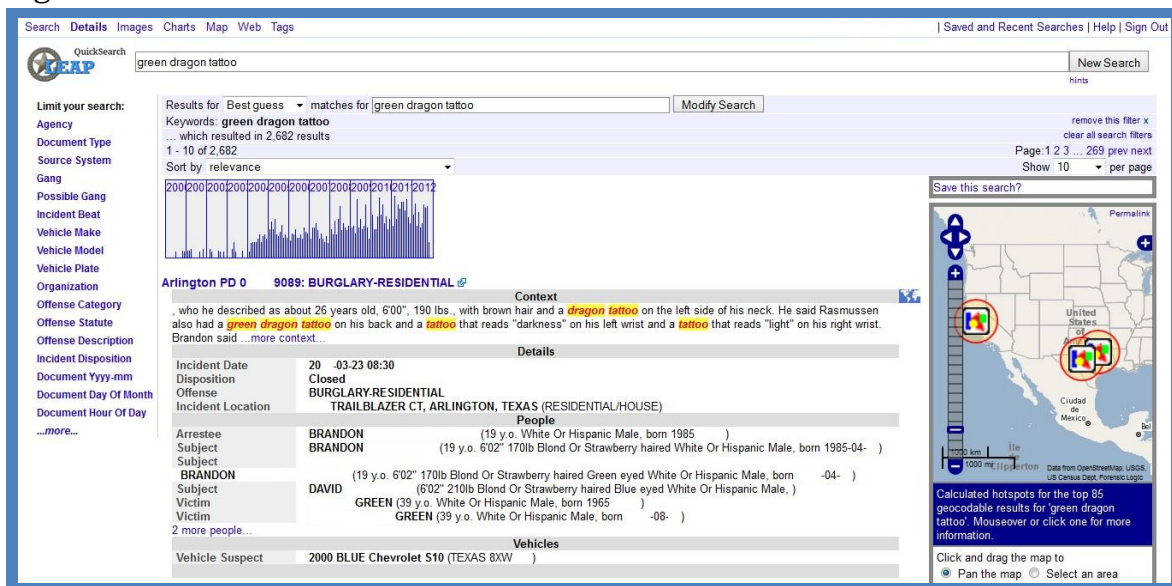 Search Details Images Charts Map Web Tags | Saved and Recent Searches | Help | Sign Out
QuickSearch
LEAP
green dragon tattoo
New Search
hints
Limit your search:
Agency
Document Type
Source System
Gang
Possible Gang
Incident Beat
Vehicle Make
Vehicle Model
Vehicle Plate
Organization
Offense Category
Offense Statute
Offense Description
Incident Disposition
Document Yyy-mm
Document Day Of Month
Document Hour Of Day
...more...
Results for Best guess matches for green dragon tattoo Modify Search
Keywords: green dragon tattoo remove this filter x
... which resulted in 2,682 results clear all search filters
1 - 10 of 2,682 Page:1 2 3 ... 269 prev next
Sort by relevance Show 10 per page
2012
Arlington PD 0 9089: BURGLARY-RESIDENTIAL
Context
, who he described as about 26 years old, 6'00", 190 lbs., with brown hair and a dragon tattoo on the left side of his neck. He said Rasmussen
also had a green dragon tattoo on his back and a tattoo that reads "darkness" on his left wrist and a tattoo that reads "light" on his right wrist.
Brandon said ...more context...
Details
Incident Date 20 -03-23 08:30
Disposition Closed
Offense BURGLARY-RESIDENTIAL
Incident Location TRAILBLAZER CT, ARLINGTON, TEXAS (RESIDENTIAL/HOUSE)
People
Arrestee BRANDON (19 y.o. White Or Hispanic Male, born 1985 )
Subject BRANDON (19 y.o. 6'02" 170lb Blond Or Strawberry haired White Or Hispanic Male, born 1985-04- )
Subject
BRANDON (19 y.o. 6'02" 170lb Blond Or Strawberry haired Green eyed White Or Hispanic Male, born -04- )
Subject DAVID (6'02" 210lb Blond Or Strawberry haired Blue eyed White Or Hispanic Male, )
Victim GREEN (39 y.o. White Or Hispanic Male, born 1965 )
Victim GREEN (39 y.o. White Or Hispanic Male, born -08- )
2 more people...
Vehicles
Vehicle Suspect 2000 BLUE Chevrolet S10 (TEXAS 8XW )
Save this search?
Permalink
United
States
of
Ciudad
de
México
Bel
Île
Clipperton
1000 km
1000 mi
Data from OpenStreetMap, USGS,
US Census Dept, Forensic Logic
Calculated hotspots for the top 85
geocodable results for 'green dragon
tattoo'. Mouseover or click one for more
information.
Click and drag the map to
Pan the map Select an area